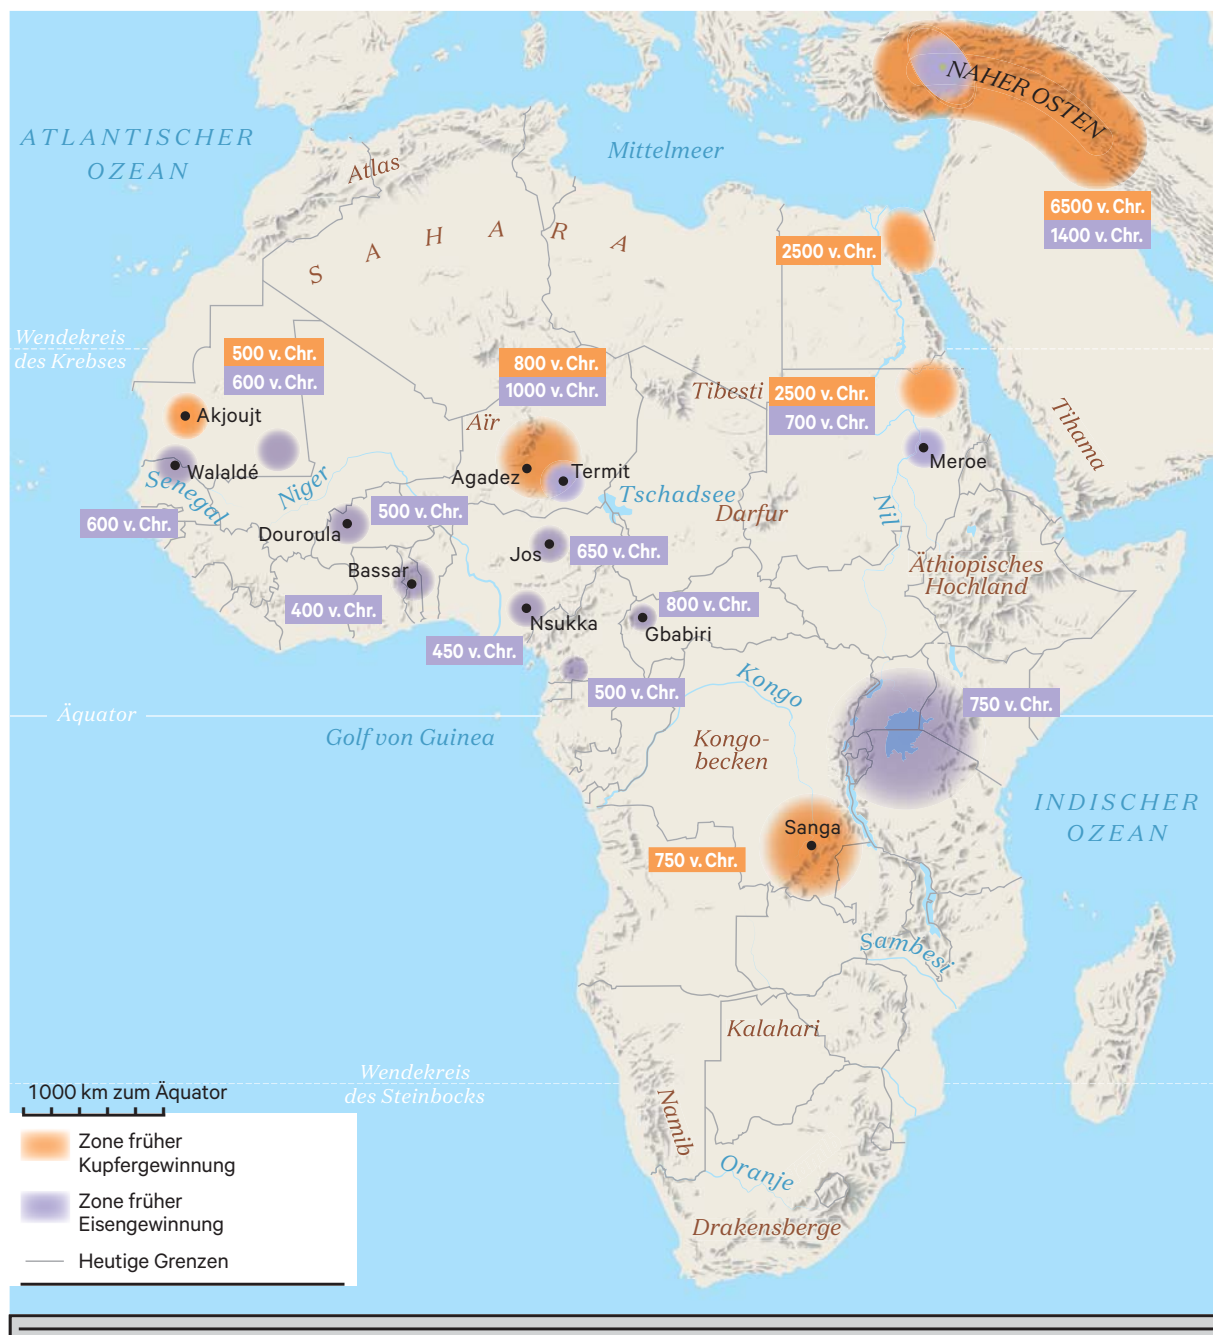 NAHER OSTEN
ATLANTISCHER
OZEAN
Mittelmeer
Atlas
6500 v. Chr.
1400 v. Chr.
SAHARA
2500 v. Chr.
Wendekreis
des Krebses
500 v. Chr.
600 v. Chr.
800 v. Chr.
1000 v. Chr.
Tibesti
2500 v. Chr.
700 v. Chr.
Tihama
Akjoujt
Aïr
Meroe
Walaldé
Agadez
Termit
Senegal
Niger
Tschadsee
Nil
600 v. Chr.
500 v. Chr.
Darfur
Douroula
Jos
650 v. Chr.
Bassar
Äthiopisches
Hochland
400 v. Chr.
800 v. Chr.
Nsukka
Gbabiri
450 v. Chr.
500 v. Chr.
Kongo
750 v. Chr.
Äquator
Golf von Guinea
Kongo-
becken
INDISCHER
OZEAN
Sanga
750 v. Chr.
Sambesi
Kalahari
Wendekreis
des Steinbocks
Namib
Oranje
Drakensberge
1000 km zum Äquator
Zone früher
Kupfergewinnung
Zone früher
Eisengewinnung
Heutige Grenzen